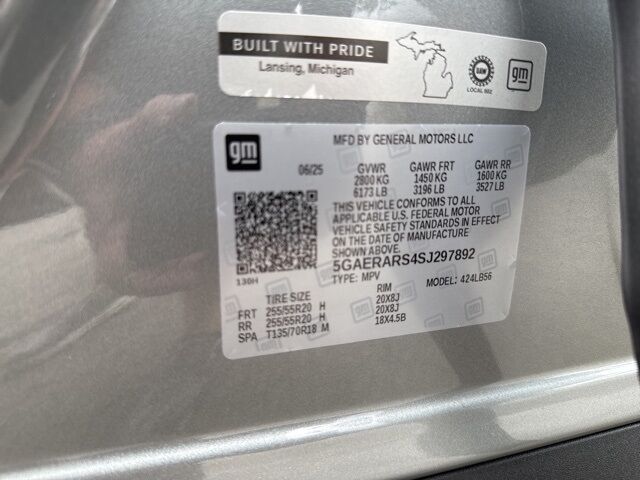 BUILT WITH PRIDE
Lansing, Michigan
UAW
LOCAL 602
gm
gm
MFD BY GENERAL MOTORS LLC
06/25 GVWR GAWR FRT GAWR RR
2800 KG 1450 KG 1600 KG
6173 LB 3196 LB 3527 LB
THIS VEHICLE CONFORMS TO ALL
APPLICABLE U.S. FEDERAL MOTOR
VEHICLE SAFETY STANDARDS IN EFFECT
ON THE DATE OF MANUFACTURE
SHOWN ABOVE.
5GAERARS4SJ297892
130H TYPE: MPV MODEL: 424LB56
TIRE SIZE RIM
FRT 255/55R20 H 20X8J
RR 255/55R20 H 20X8J
SPA T135/70R18 M 18X4.5B